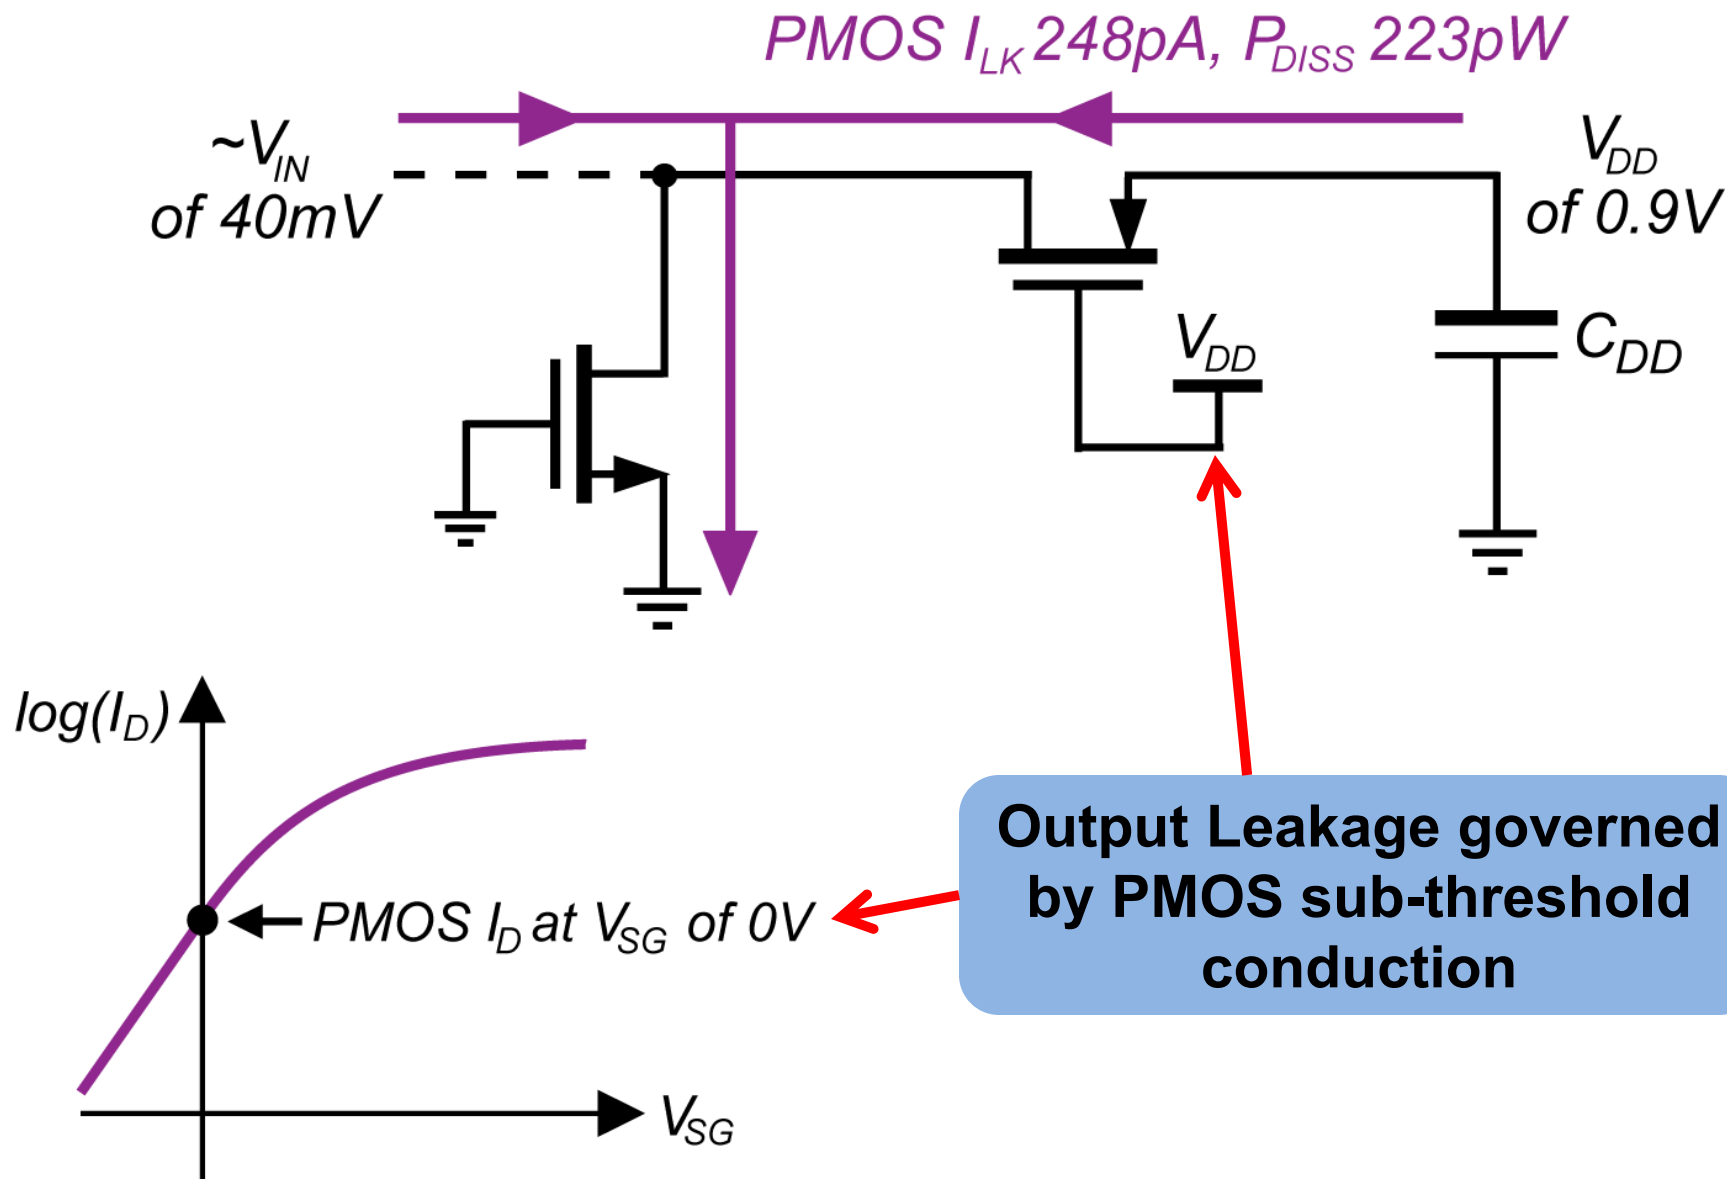 PMOS I_LK 248pA, P_DISS 223pW
~V_IN
of 40mV
V_DD
of 0.9V
V_DD
C_DD
log(I_D)
PMOS I_D at V_SG of 0V
V_SG
Output Leakage governed
by PMOS sub-threshold
conduction